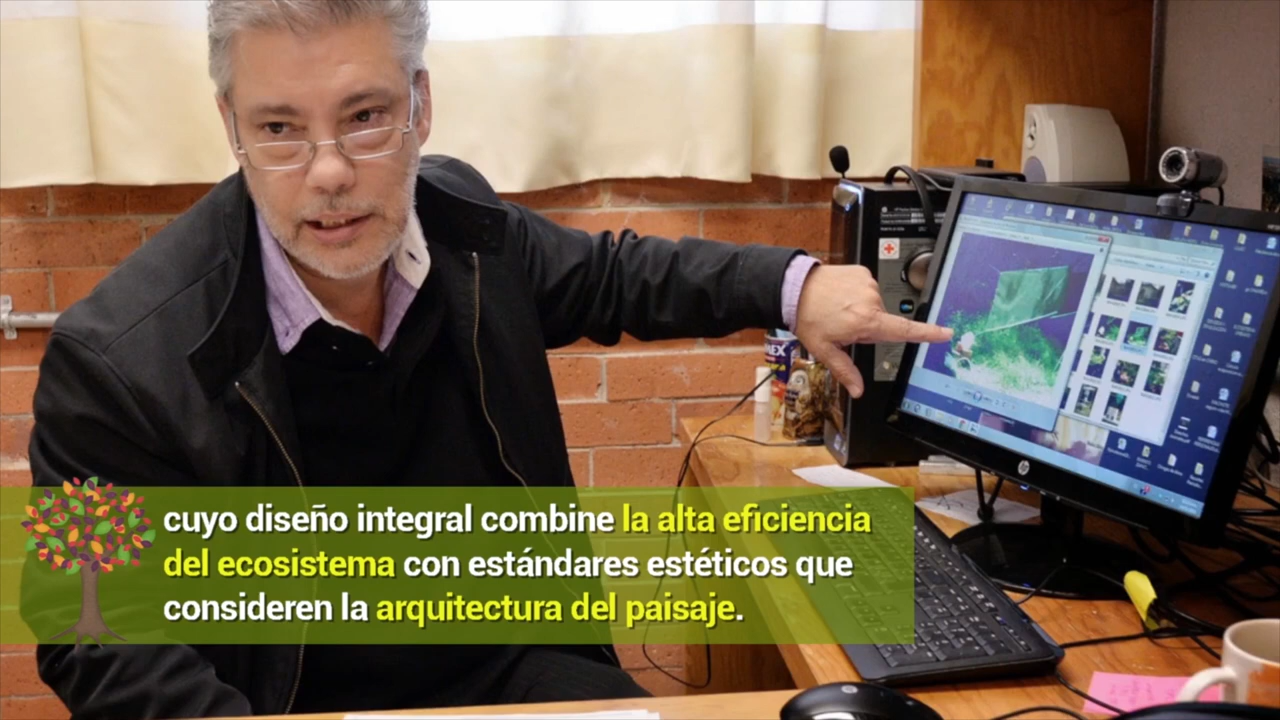 cuyo diseño integral combine la alta eficiencia
del ecosistema con estándares estéticos que
consideren la arquitectura del paisaje.